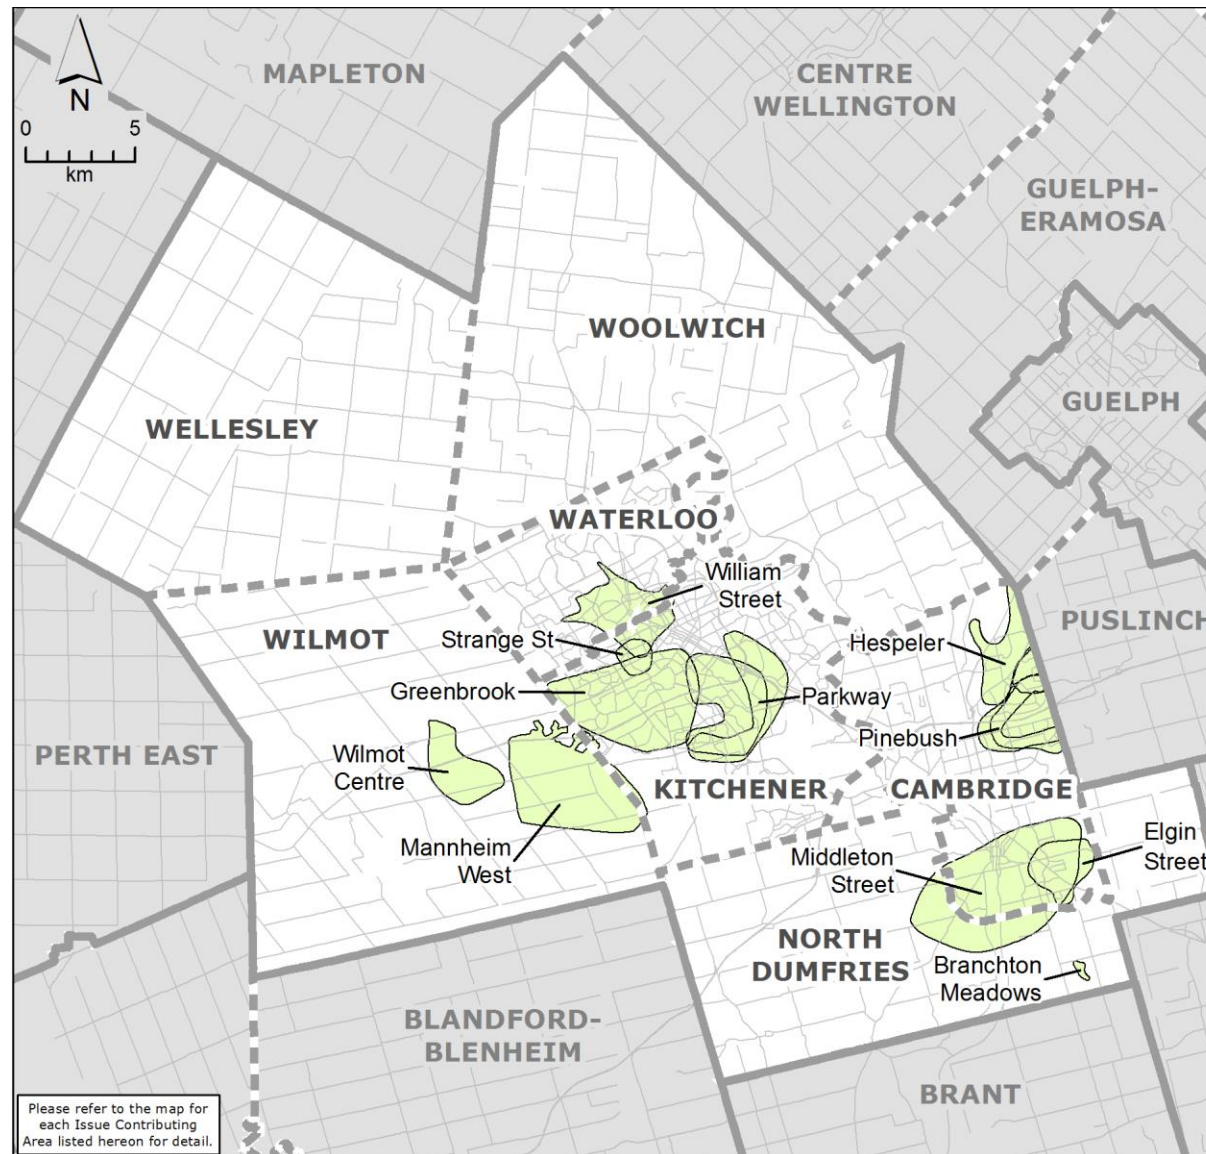 MAPLETON
CENTRE
WELLINGTON
N
0 5
km
GUELPH-
ERAMOSA
WOOLWICH
GUELPH
WELLESLEY
WATERLOO
William
Street
WILMOT
Strange St
Hespeler
PUSLINCH
Greenbrook
Parkway
Pinebush
PERTH EAST
Wilmot
Centre
KITCHENER
CAMBRIDGE
Mannheim
West
Middleton
Street
Elgin
Street
NORTH
DUMFRIES
Branchton
Meadows
BLANDFORD-
BLENHEIM
BRANT
Please refer to the map for
each Issue Contributing
Area listed hereon for detail.